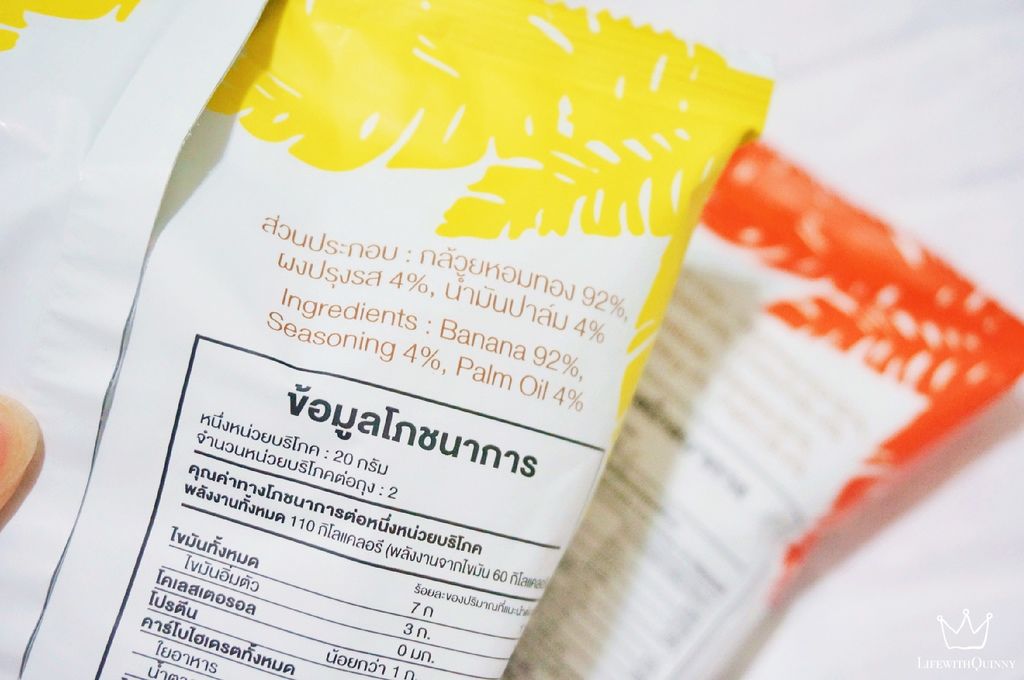 ส่วนประกอบ : กล้วยหอมทอง 92%,
ผงปรุงรส 4%, น้ำมันปาล์ม 4%
Ingredients : Banana 92%,
Seasoning 4%, Palm Oil 4%
ข้อมูลโภชนาการ
หนึ่งหน่วยบริโภค : 20 กรัม
จำนวนหน่วยบริโภคต่อถุง : 2
คุณค่าทางโภชนาการต่อหนึ่งหน่วยบริโภค
พลังงานทั้งหมด 110 กิโลแคลอรี (พลังงานจากไขมัน 60 กิโลแคลอรี
ร้อยละของปริมาณที่แนะนำต่อ
ไขมันทั้งหมด 7 ก
ไขมันอิ่มตัว 3 ก.
โคเลสเตอรอล 0 มก.
โปรตีน น้อยกว่า 1 ก.
คาร์โบไฮเดรตทั้งหมด
ใยอาหาร
น้ำตา
LIFEWITHQUINNY